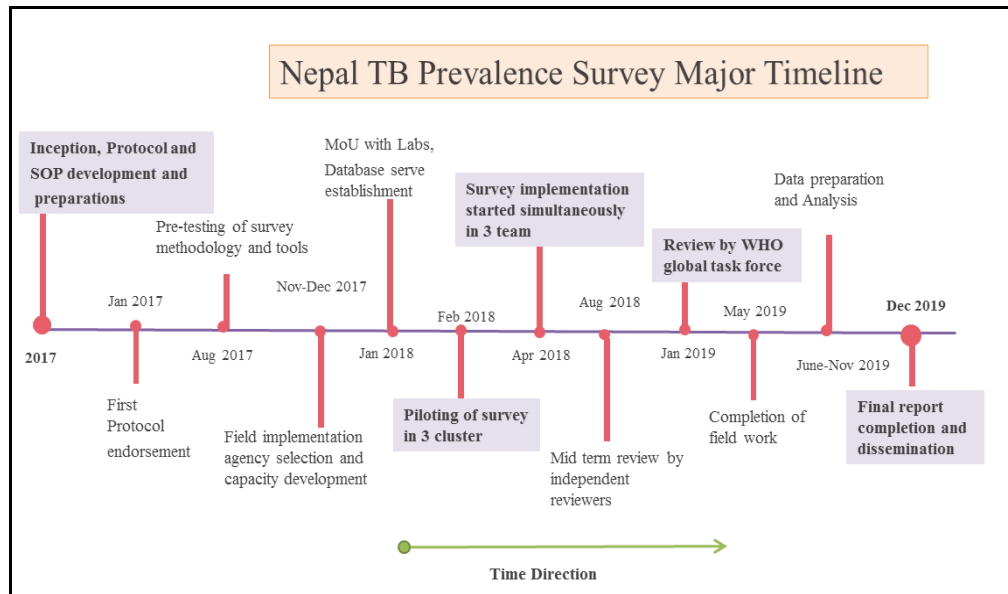 Nepal TB Prevalence Survey Major Timeline
Inception, Protocol and
SOP development and
preparations
2017
Jan 2017
First
Protocol
endorsement
Pre-testing of survey
methodology and tools
Aug 2017
Nov-Dec 2017
Field implementation
agency selection and
capacity development
MoU with Labs,
Database serve
establishment
Jan 2018
Feb 2018
Piloting of survey
in 3 cluster
Survey implementation
started simultaneously
in 3 team
Apr 2018
Aug 2018
Mid term review by
independent
reviewers
Review by WHO
global task force
Jan 2019
May 2019
Completion of
field work
Data preparation
and Analysis
June-Nov 2019
Dec 2019
Final report
completion and
dissemination
Time Direction